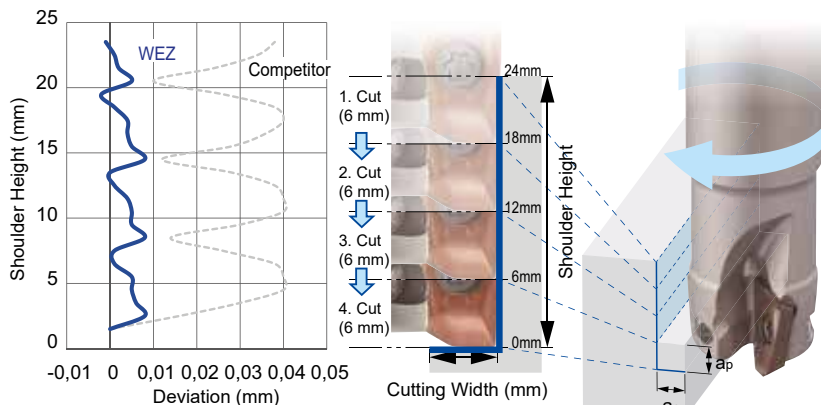 25
20
15
10
5
0
Shoulder Height (mm)
-0,01 0 0,01 0,02 0,03 0,04 0,05
Deviation (mm)
WEZ
Competitor
1. Cut
(6 mm)
2. Cut
(6 mm)
3. Cut
(6 mm)
4. Cut
(6 mm)
24mm
18mm
12mm
6mm
0mm
Shoulder Height
Cutting Width (mm)
ap